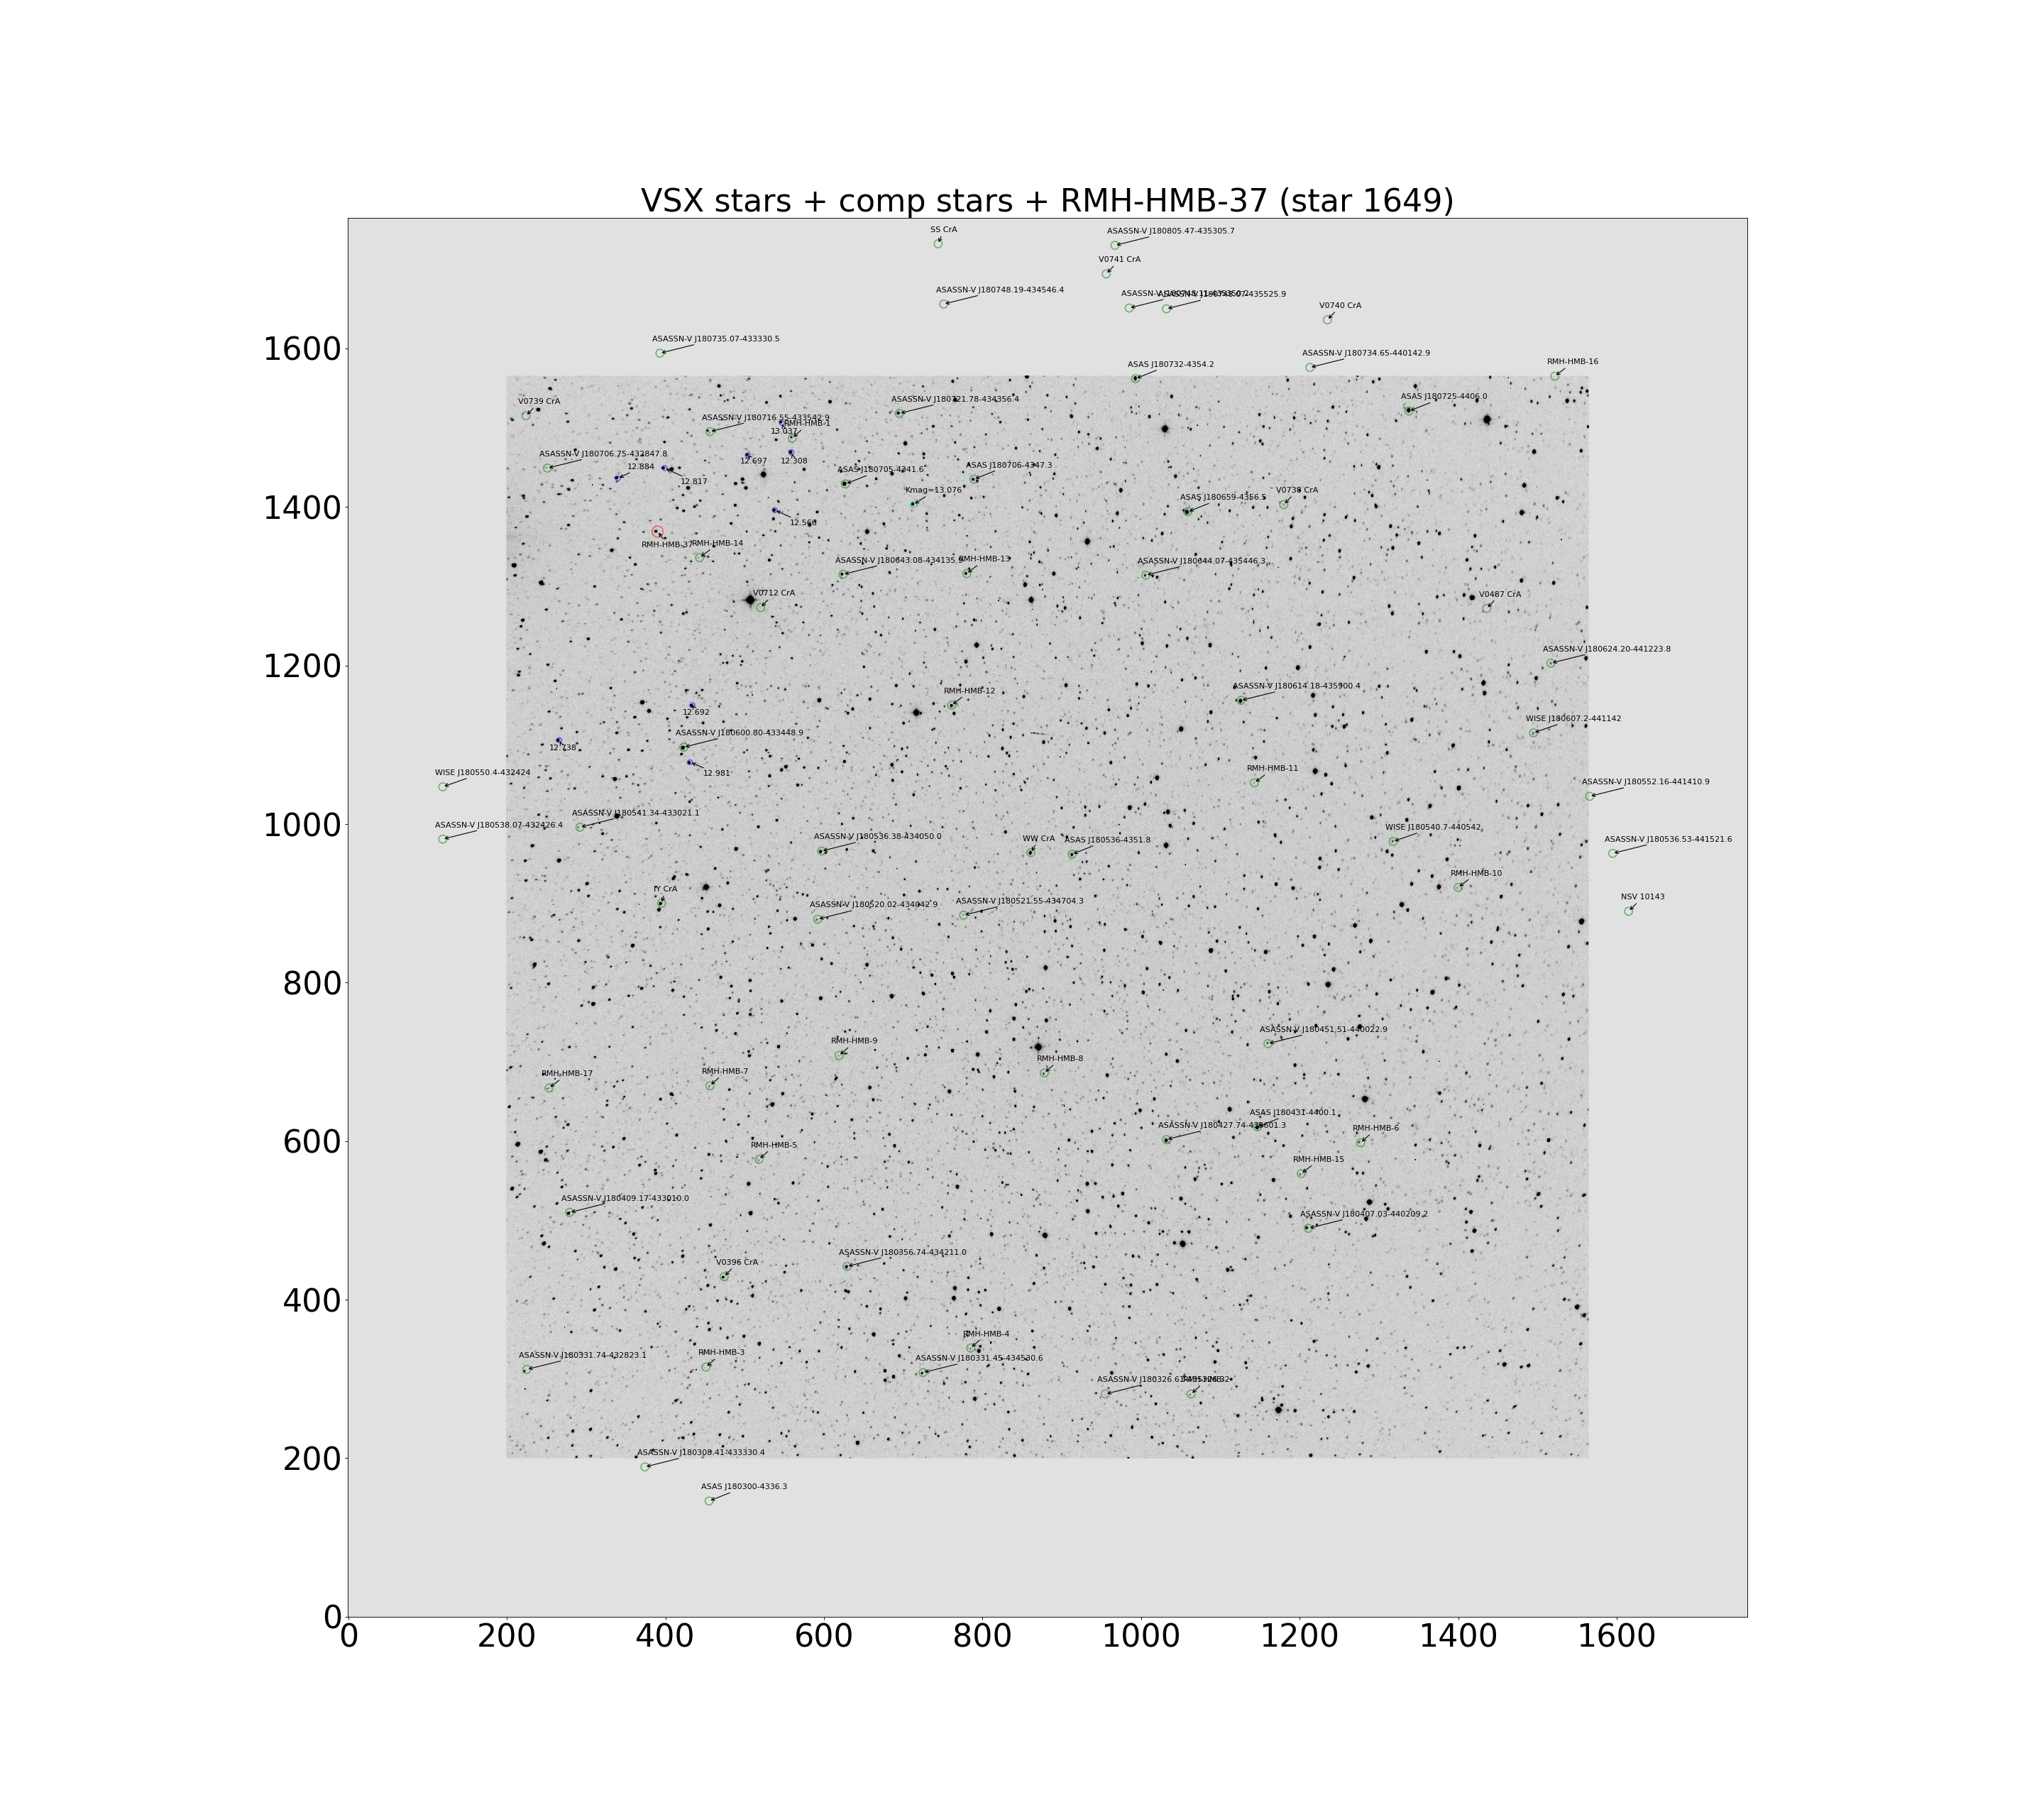 VSX stars + comp stars + RMH-HMB-37 (star 1649)
SS CrA
ASASSN-V J180805.47-435305.7
V0741 CrA
ASASSN-V J180748.19-434546.4
V0740 CrA
ASASSN-V J180735.07-433330.5
ASASSN-V J180734.65-440142.9
ASAS J180732-4354.2
RMH-HMB-16
V0739 CrA
ASASSN-V J180721.78-434356.4
ASAS J180725-4406.0
ASASSN-V J180716.55-433542.9
RMH-HMB-1
13.037
ASASSN-V J180706.75-432847.8
12.884
12.697
12.308
12.817
ASAS J180705-4341.6
ASAS J180706-4347.3
Kmag=13.076
ASAS J180659-4356.5
V0738 CrA
12.560
RMH-HMB-37
RMH-HMB-14
ASASSN-V J180643.08-434135.9
RMH-HMB-13
ASASSN-V J180644.07-435446.3
V0712 CrA
V0487 CrA
ASASSN-V J180624.20-441223.8
RMH-HMB-12
ASASSN-V J180614.18-435900.4
12.692
WISE J180607.2-441142
ASASSN-V J180600.80-433448.9
12.738
12.981
WISE J180550.4-432424
RMH-HMB-11
ASASSN-V J180552.16-441410.9
ASASSN-V J180541.34-433021.1
ASASSN-V J180538.07-432426.4
ASASSN-V J180536.38-434050.0
WW CrA
ASAS J180536-4351.8
WISE J180540.7-440542
ASASSN-V J180536.53-441521.6
RMH-HMB-10
IY CrA
NSV 10143
ASASSN-V J180520.02-434042.9
ASASSN-V J180521.55-434704.3
ASASSN-V J180451.51-440022.9
RMH-HMB-9
RMH-HMB-8
RMH-HMB-17
RMH-HMB-7
ASAS J180431-4400.1
ASASSN-V J180427.74-435601.3
RMH-HMB-6
RMH-HMB-5
RMH-HMB-15
ASASSN-V J180409.17-433010.0
ASASSN-V J180407.03-440209.2
ASASSN-V J180356.74-434211.0
V0396 CrA
RMH-HMB-4
RMH-HMB-3
ASASSN-V J180331.74-432823.1
ASASSN-V J180331.45-434530.6
ASASSN-V J180308.41-433330.4
ASAS J180300-4336.3
1600
1400
1200
1000
800
600
400
200
0
0 200 400 600 800 1000 1200 1400 1600